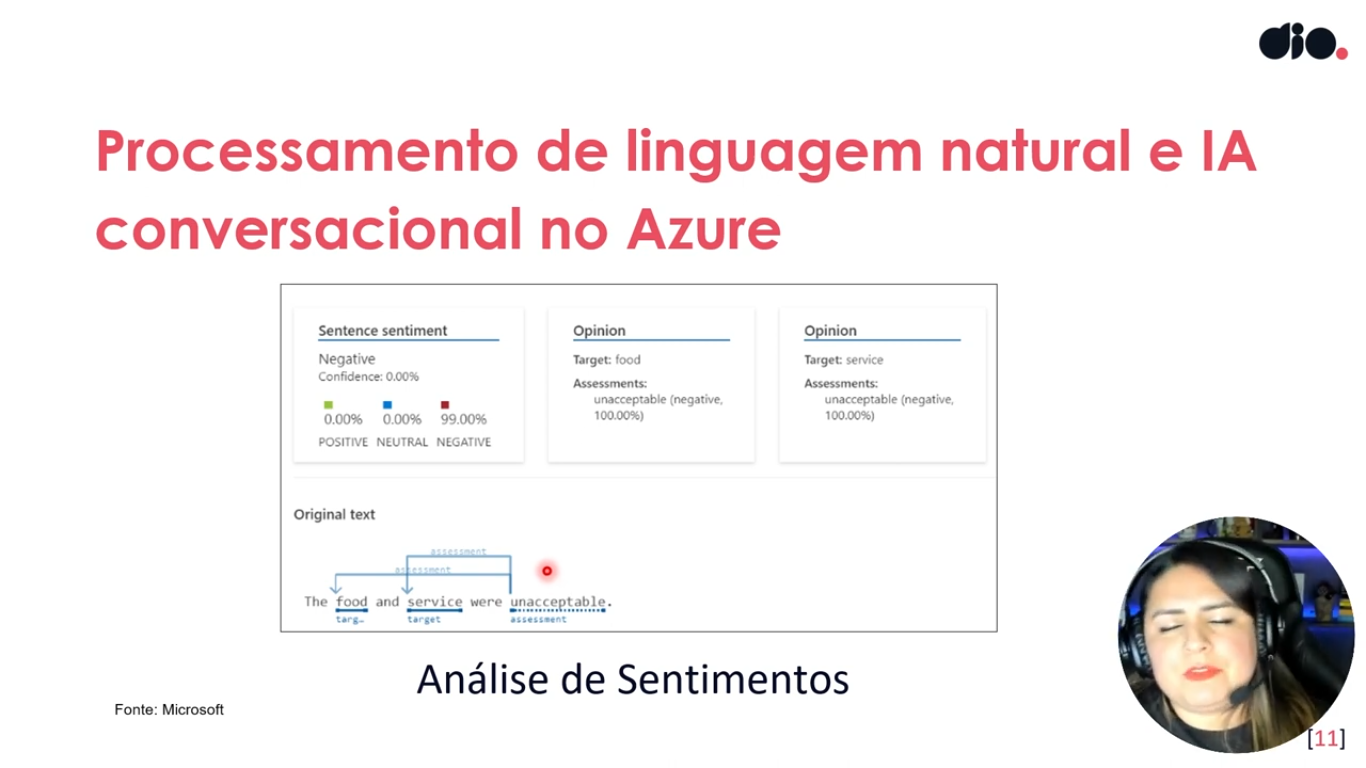 dio.
Processamento de linguagem natural e IA
conversacional no Azure
Sentence sentiment
Negative
Confidence: 0.00%
0.00% 0.00% 99.00%
POSITIVE NEUTRAL NEGATIVE
Opinion
Target: food
Assessments:
unacceptable (negative,
100.00%)
Opinion
Target: service
Assessments:
unacceptable (negative,
100.00%)
Original text
assessment
assessment
The food and service were unacceptable.
targ… target assessment
Análise de Sentimentos
Fonte: Microsoft
[11]